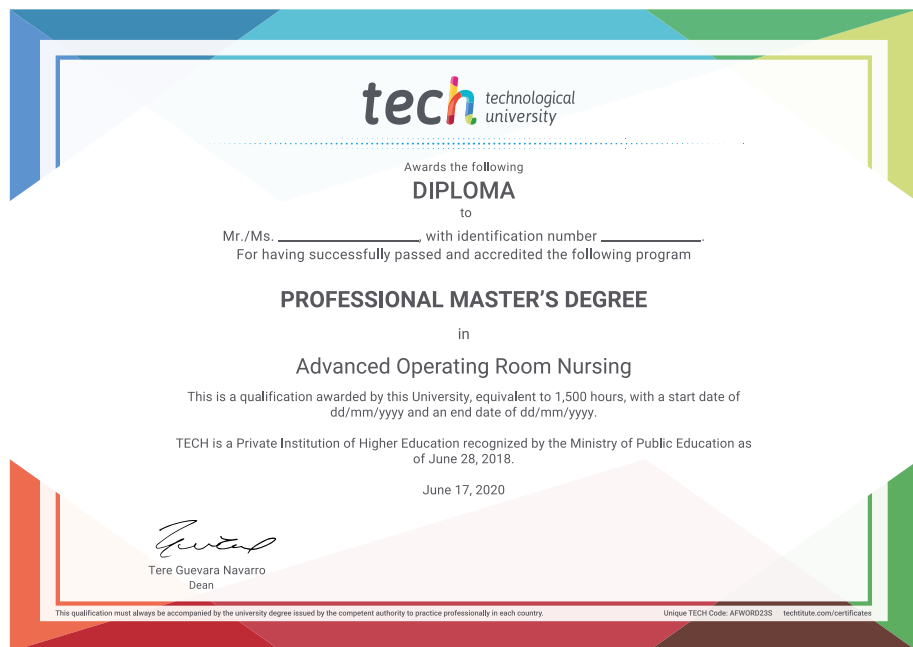 tech technological
university
Awards the following
DIPLOMA
to
Mr./Ms. ____________________, with identification number ______________.
For having successfully passed and accredited the following program
PROFESSIONAL MASTER'S DEGREE
in
Advanced Operating Room Nursing
This is a qualification awarded by this University, equivalent to 1,500 hours, with a start date of
dd/mm/yyyy and an end date of dd/mm/yyyy.
TECH is a Private Institution of Higher Education recognized by the Ministry of Public Education as
of June 28, 2018.
June 17, 2020
Tere Guevara Navarro
Dean
This qualification must always be accompanied by the university degree issued by the competent authority to practice professionally in each country. Unique TECH Code: AFWORD23S techtitute.com/certificates